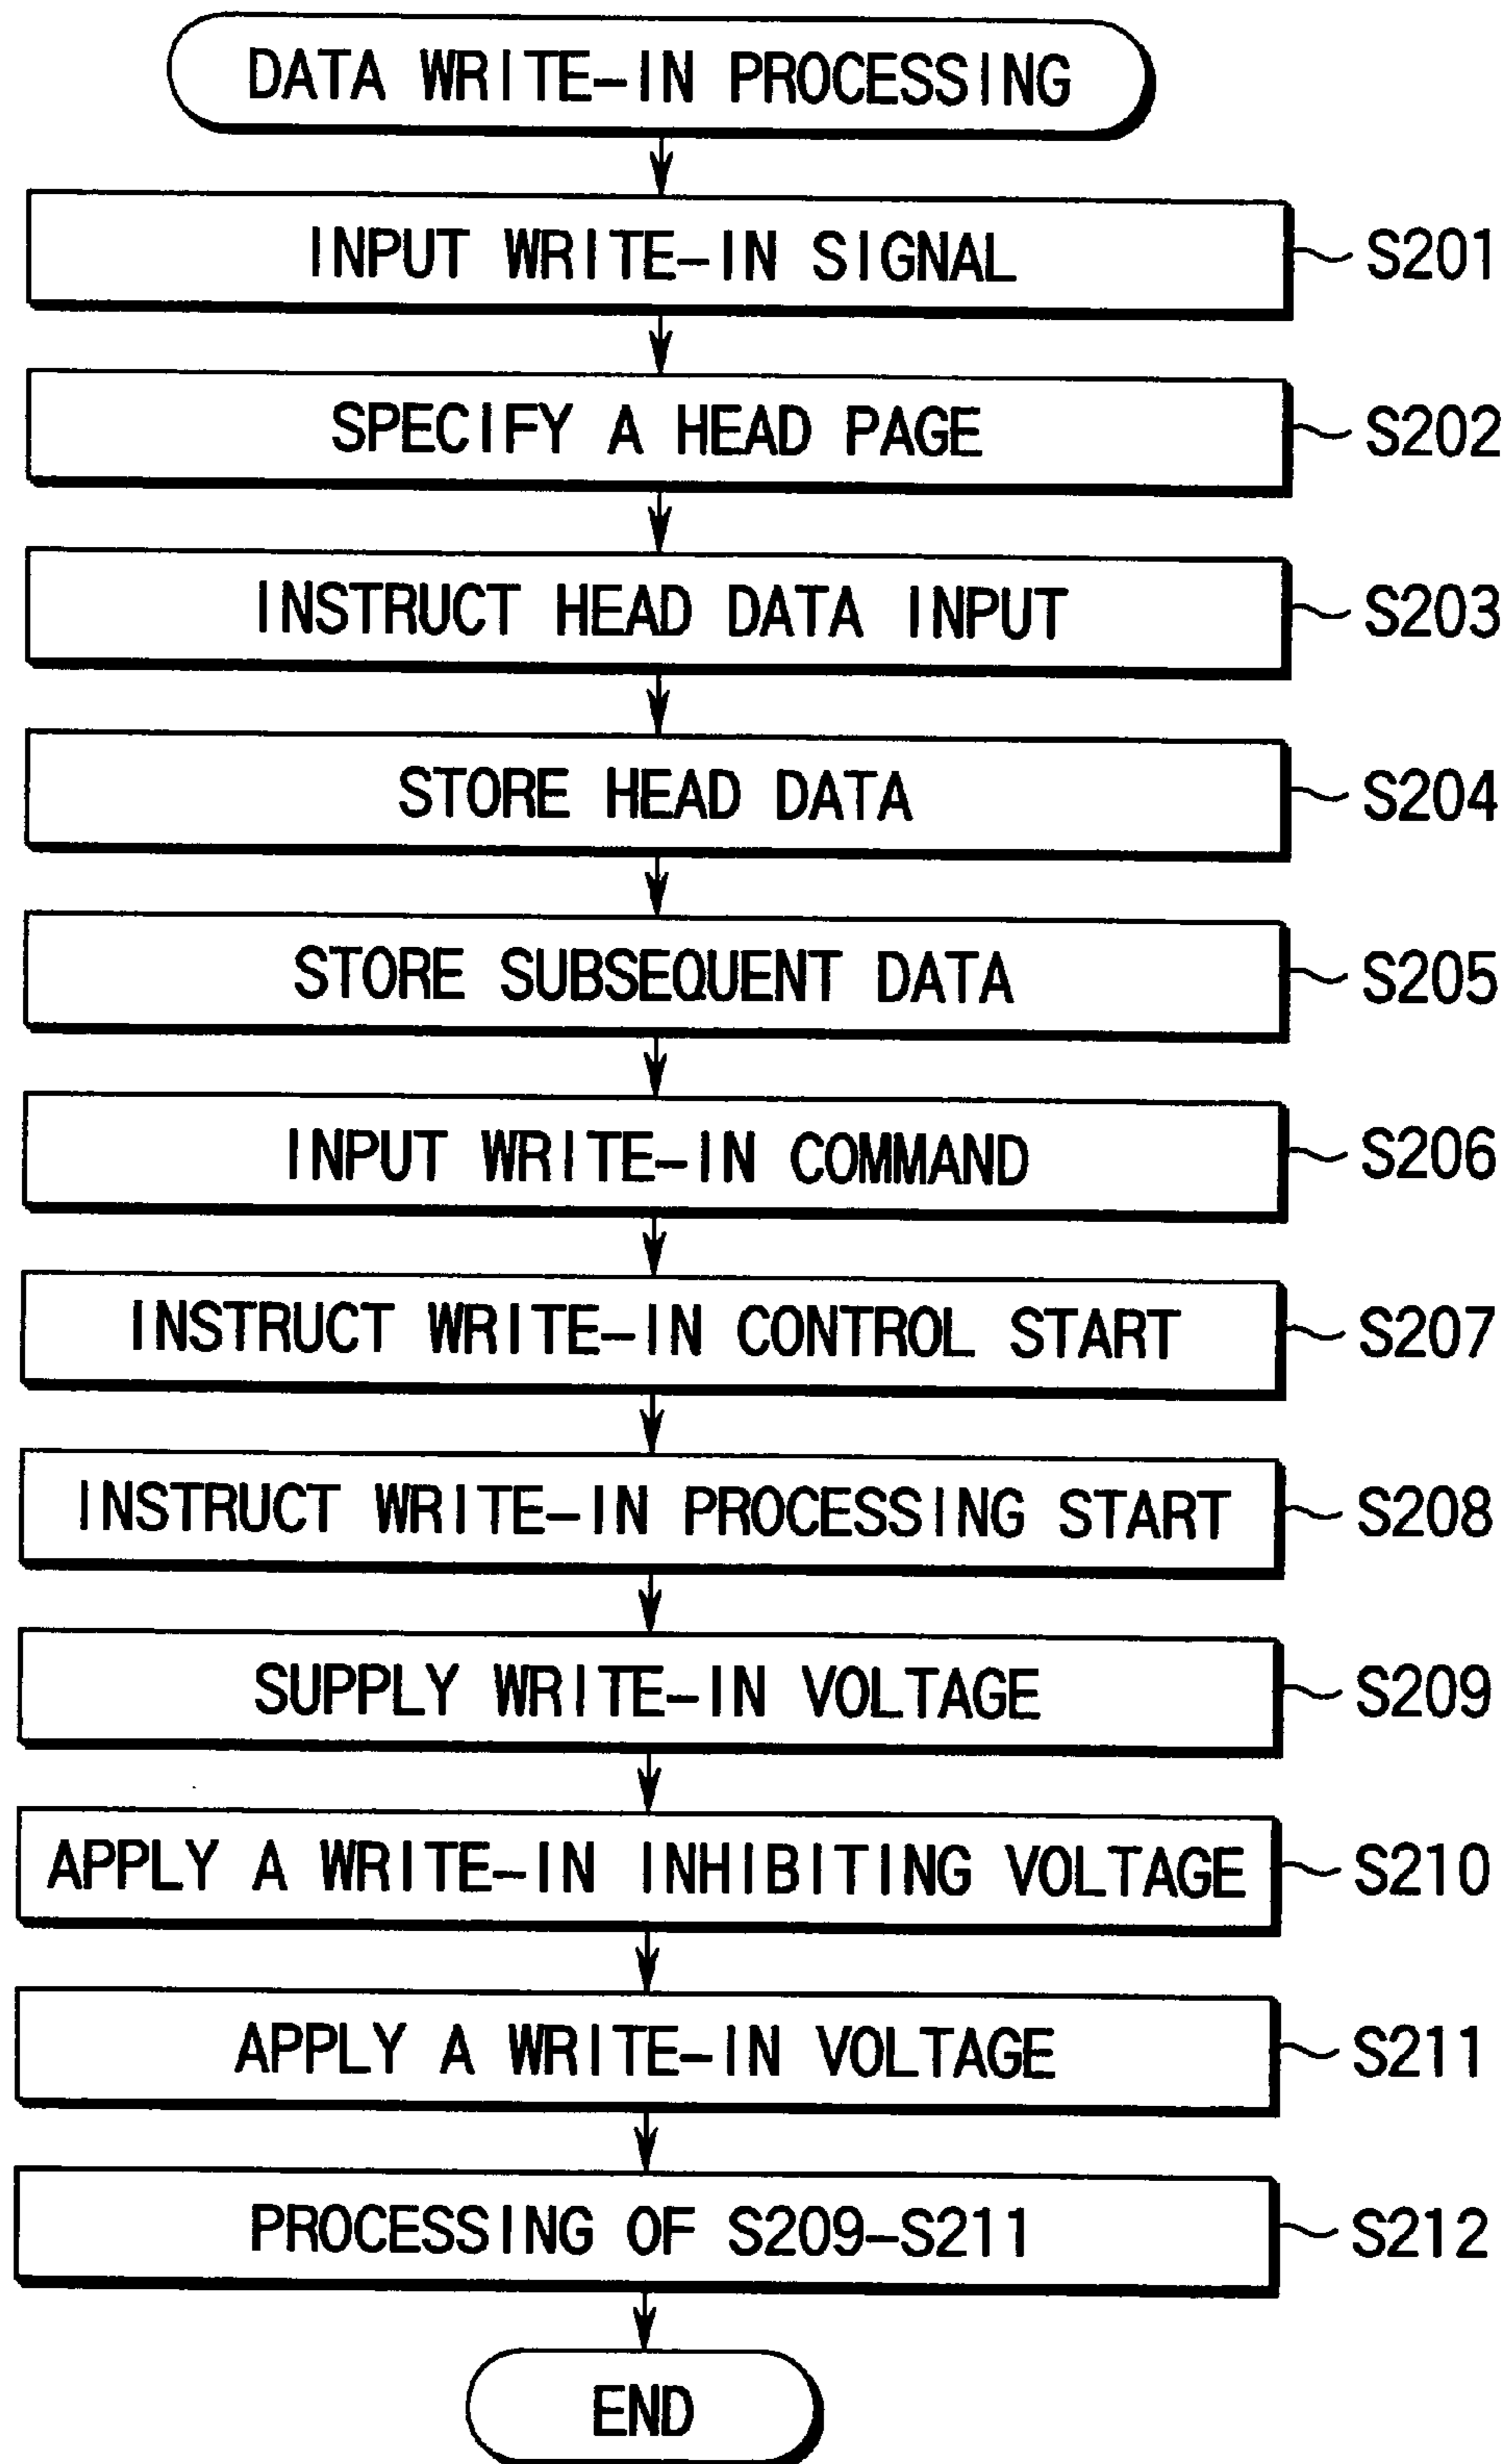 DATA WRITE-IN PROCESSING
INPUT WRITE-IN SIGNAL S201
SPECIFY A HEAD PAGE S202
INSTRUCT HEAD DATA INPUT S203
STORE HEAD DATA S204
STORE SUBSEQUENT DATA S205
INPUT WRITE-IN COMMAND S206
INSTRUCT WRITE-IN CONTROL START S207
INSTRUCT WRITE-IN PROCESSING START S208
SUPPLY WRITE-IN VOLTAGE S209
APPLY A WRITE-IN INHIBITING VOLTAGE S210
APPLY A WRITE-IN VOLTAGE S211
PROCESSING OF S209-S211 S212
END